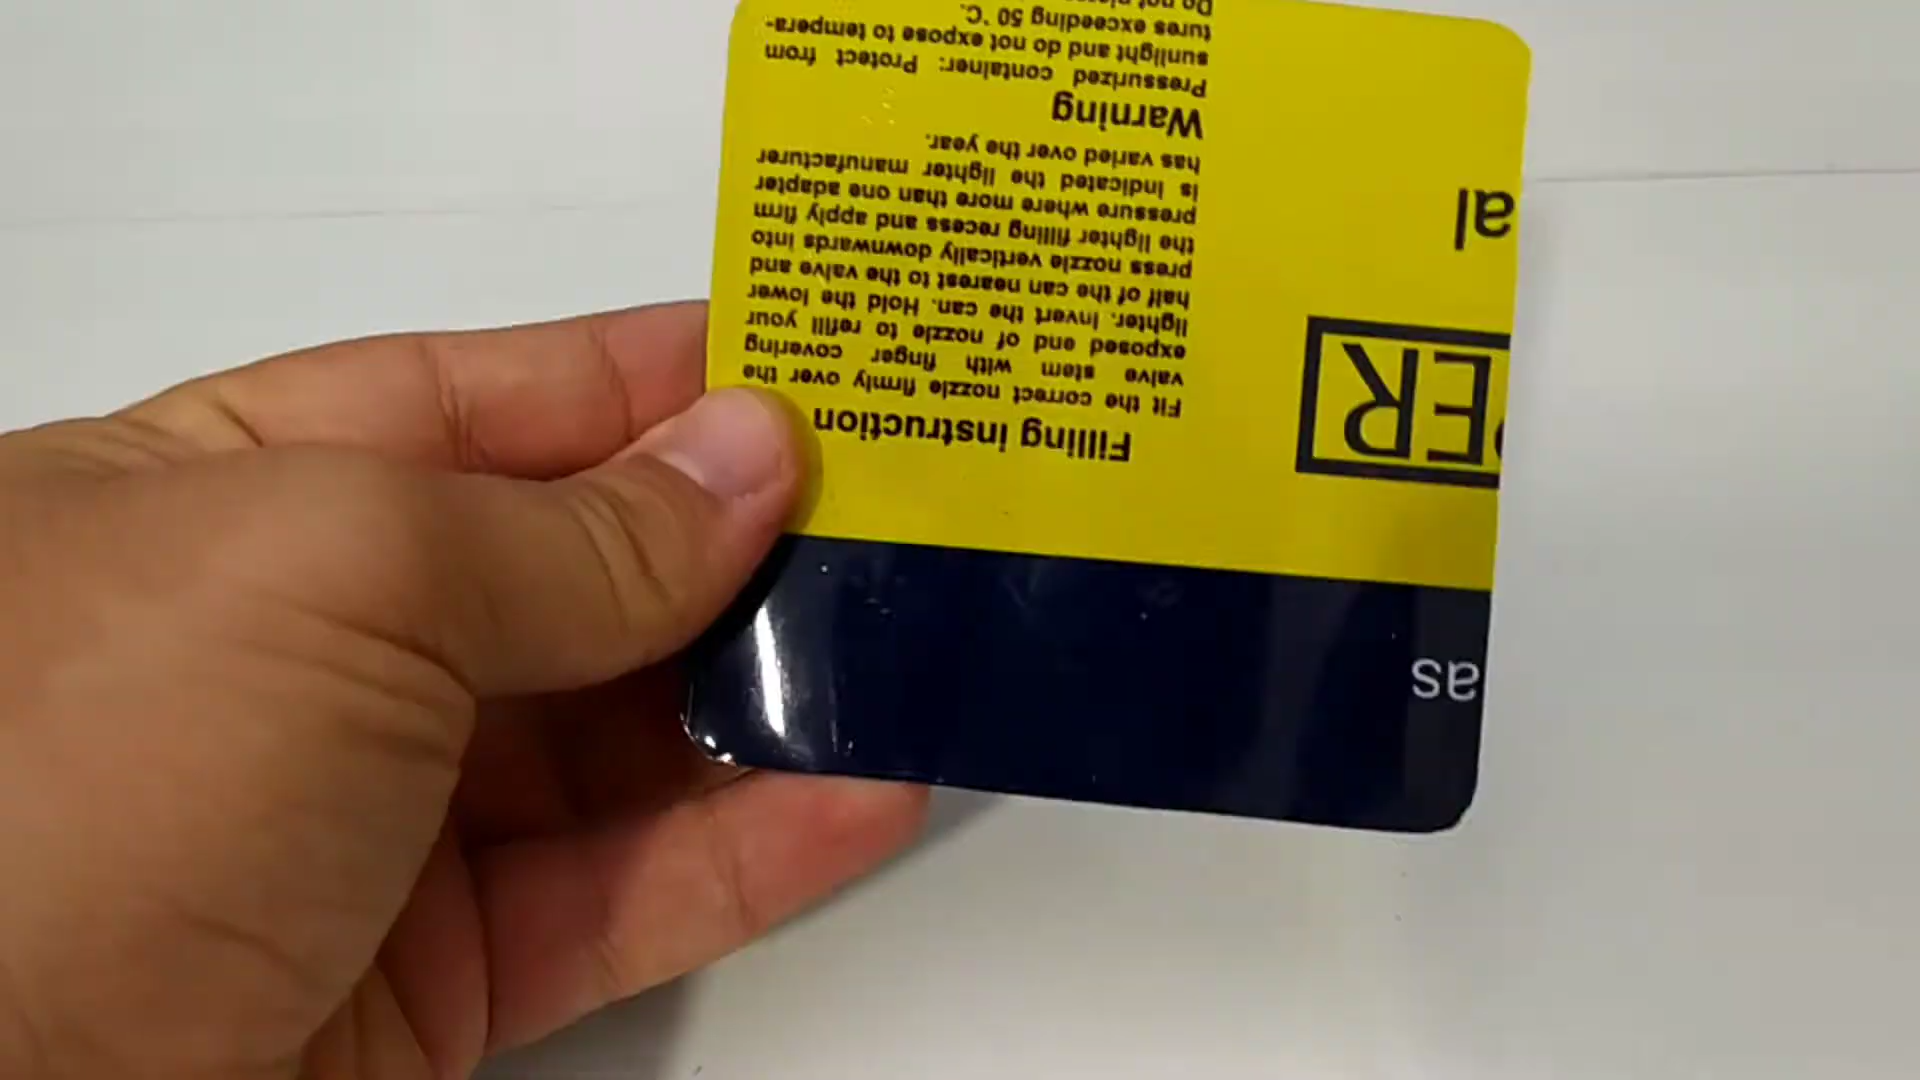 as
ER
al
Filling instruction
Fit the correct nozzle firmly over the
valve stem with finger covering
exposed end of nozzle to refill your
lighter. Invert the can. Hold the lower
half of the can nearest to the valve and
press nozzle vertically downwards into
the lighter filling recess and apply firm
pressure where more than one adapter
is indicated the lighter manufacturer
has varied over the year.
Warning
Pressurized container: Protect from
sunlight and do not expose to tempera-
tures exceeding 50 °C.
Do not